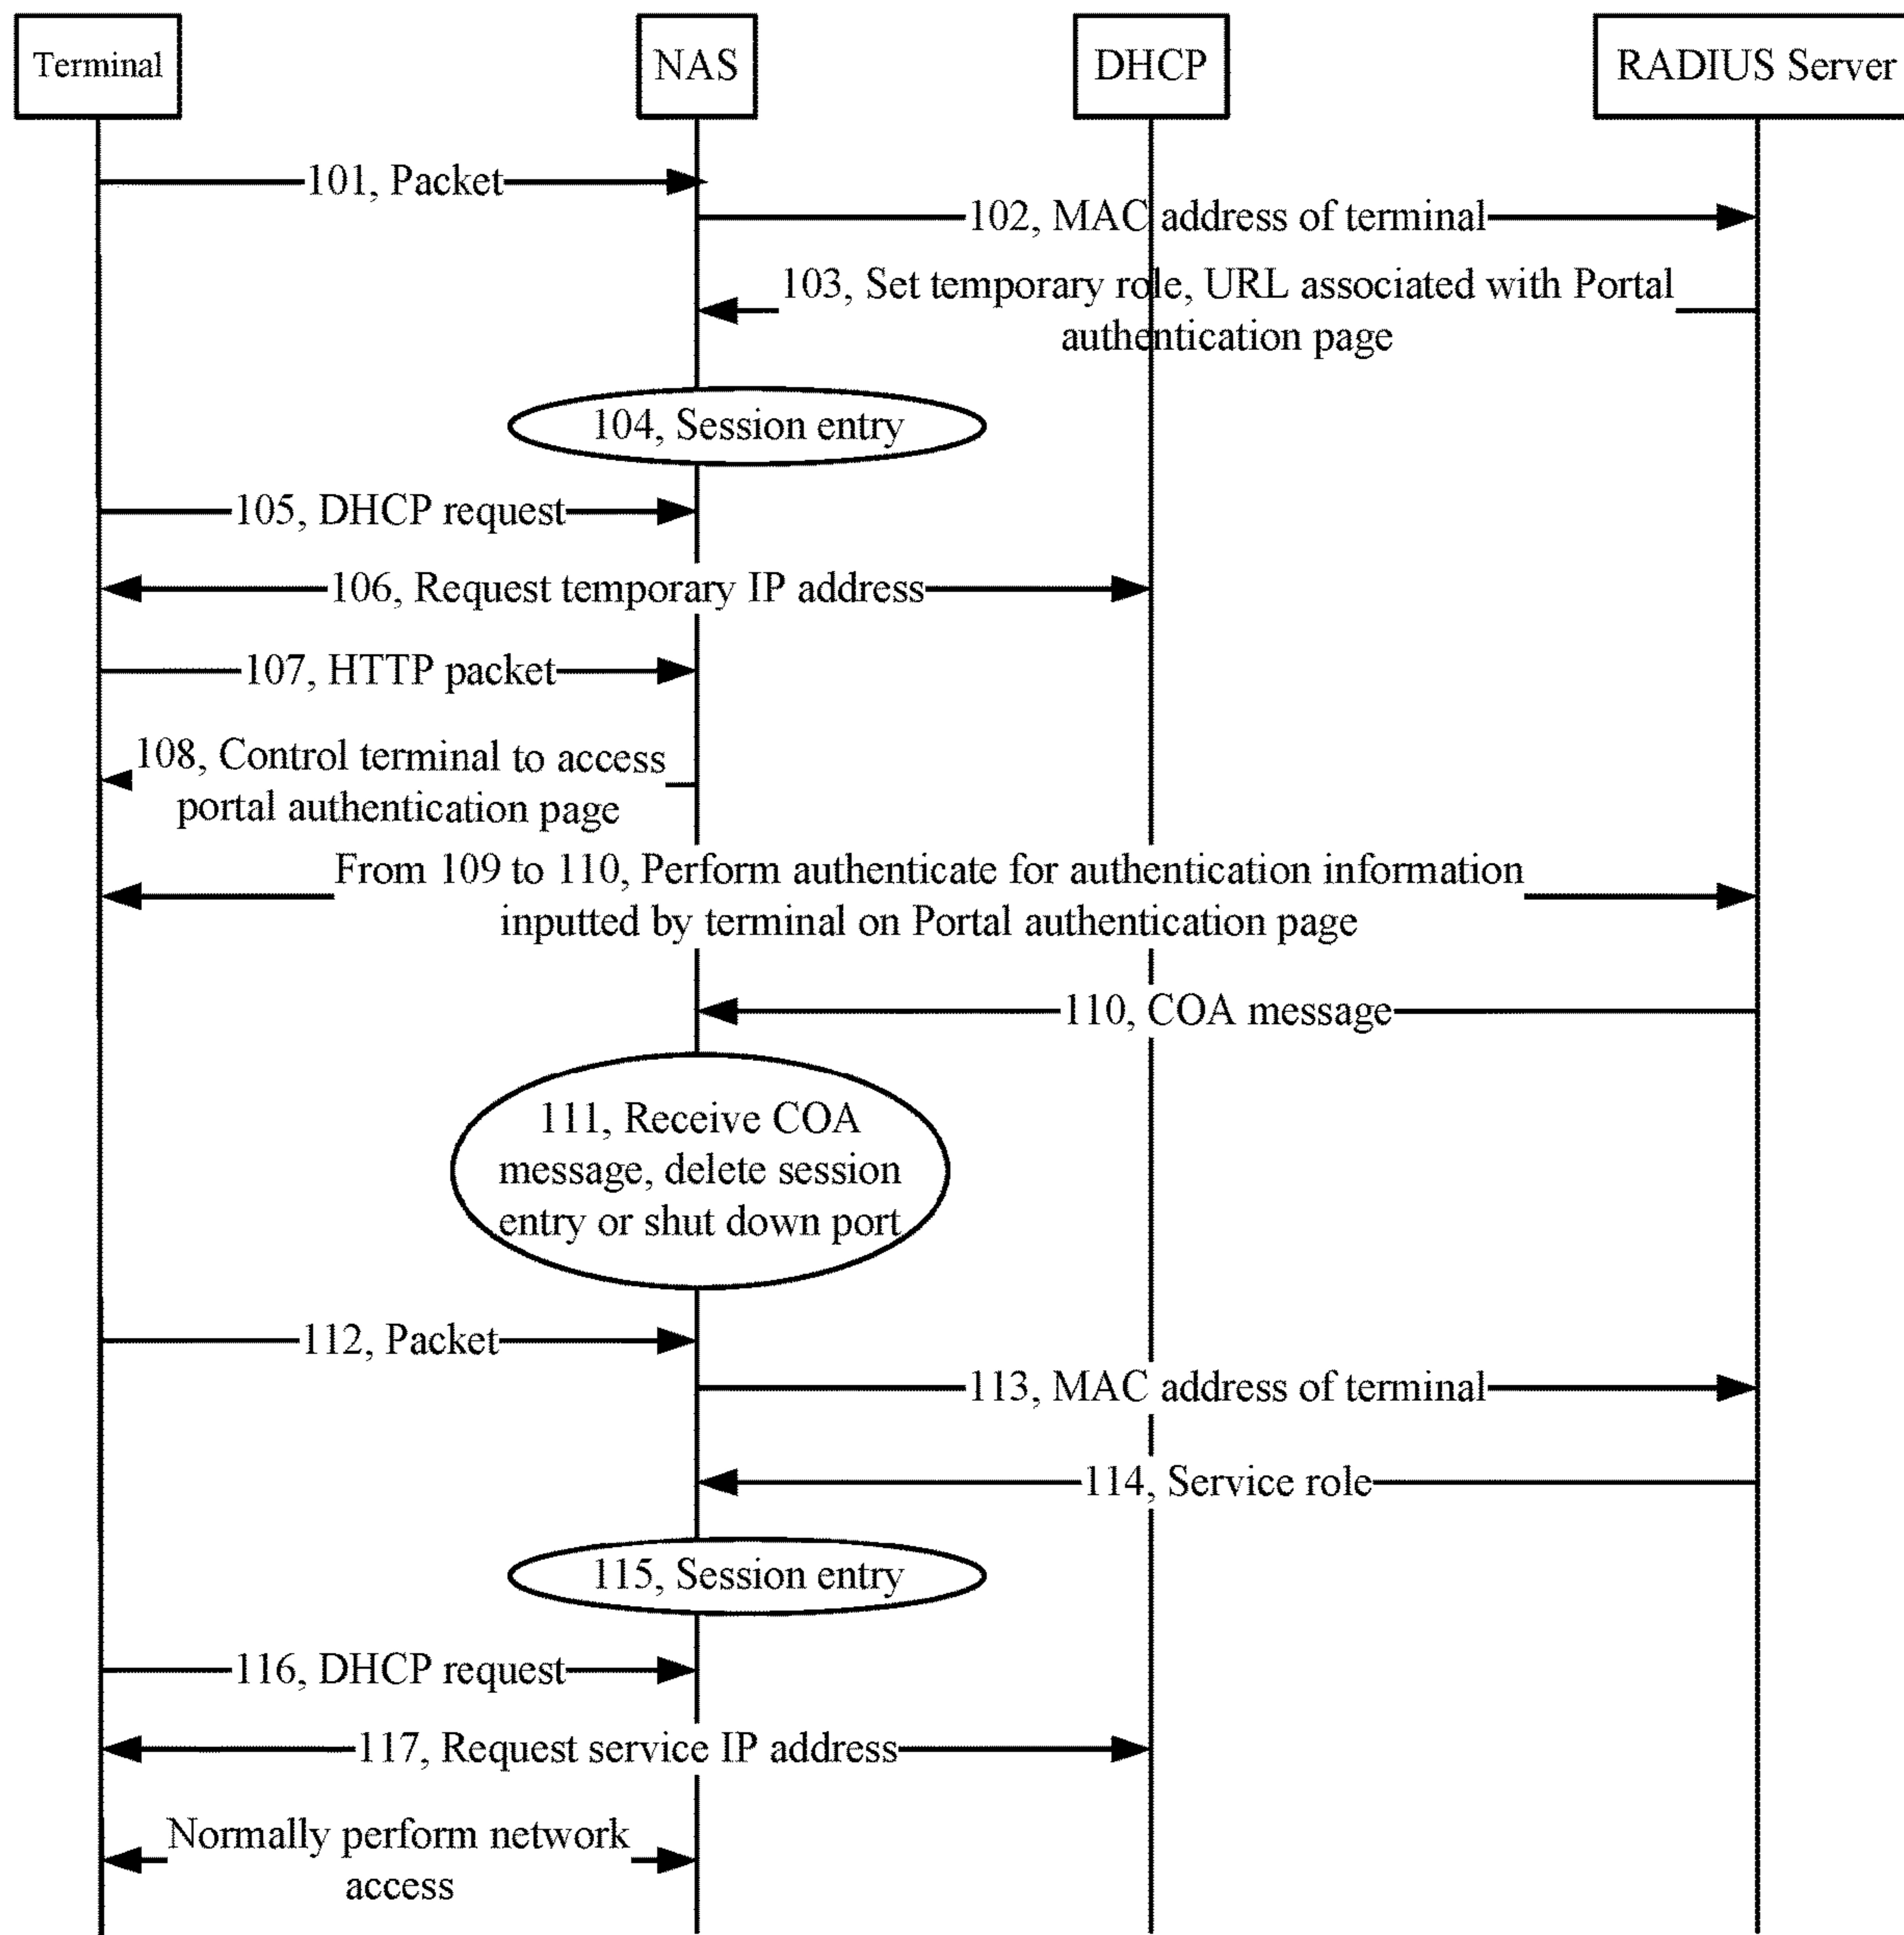 Terminal
NAS
DHCP
RADIUS Server
101, Packet
102, MAC address of terminal
103, Set temporary role, URL associated with Portal
authentication page
104, Session entry
105, DHCP request
106, Request temporary IP address
107, HTTP packet
108, Control terminal to access
portal authentication page
From 109 to 110, Perform authenticate for authentication information
inputted by terminal on Portal authentication page
110, COA message
111, Receive COA
message, delete session
entry or shut down port
112, Packet
113, MAC address of terminal
114, Service role
115, Session entry
116, DHCP request
117, Request service IP address
Normally perform network
access